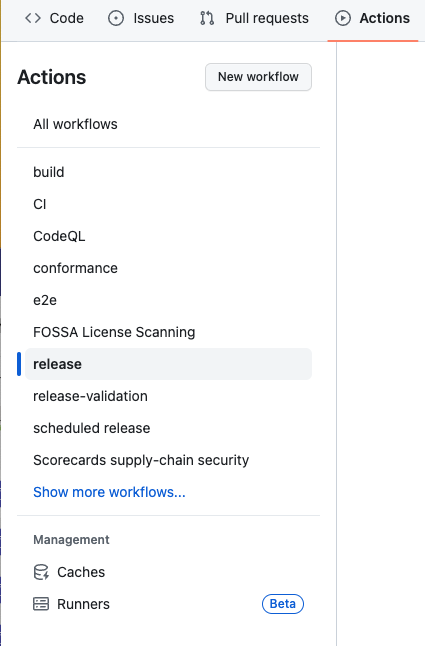 Code Issues Pull requests Actions
Actions New workflow
All workflows
build
CI
CodeQL
conformance
e2e
FOSSA License Scanning
release
release-validation
scheduled release
Scorecards supply-chain security
Show more workflows...
Management
Caches
Runners Beta